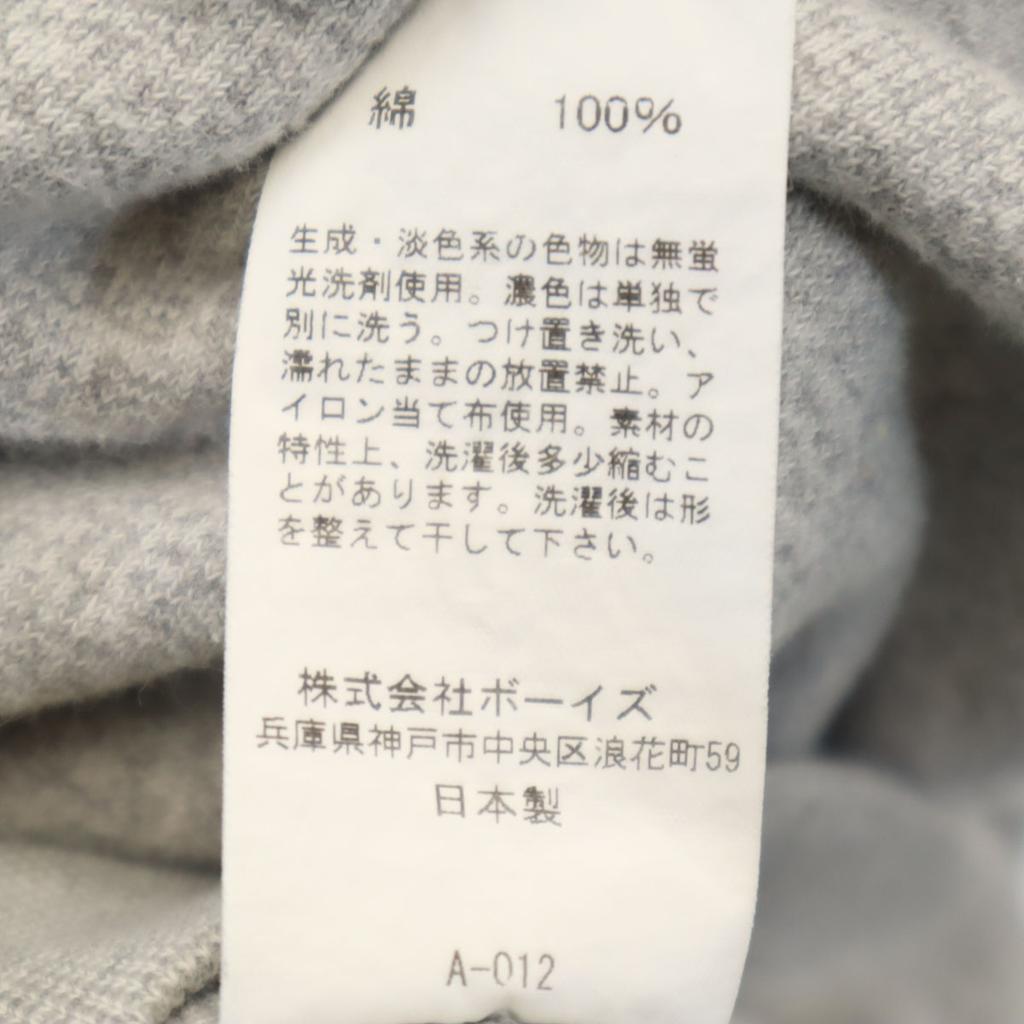 綿 100%
生成・淡色系の色物は無蛍
光洗剤使用。濃色は単独で
別に洗う。つけ置き洗い、
濡れたままの放置禁止。ア
イロン当て布使用。素材の
特性上、洗濯後多少縮むこ
とがあります。洗濯後は形
を整えて干して下さい。
株式会社ボーイズ
兵庫県神戸市中央区浪花町59
日本製
A-012